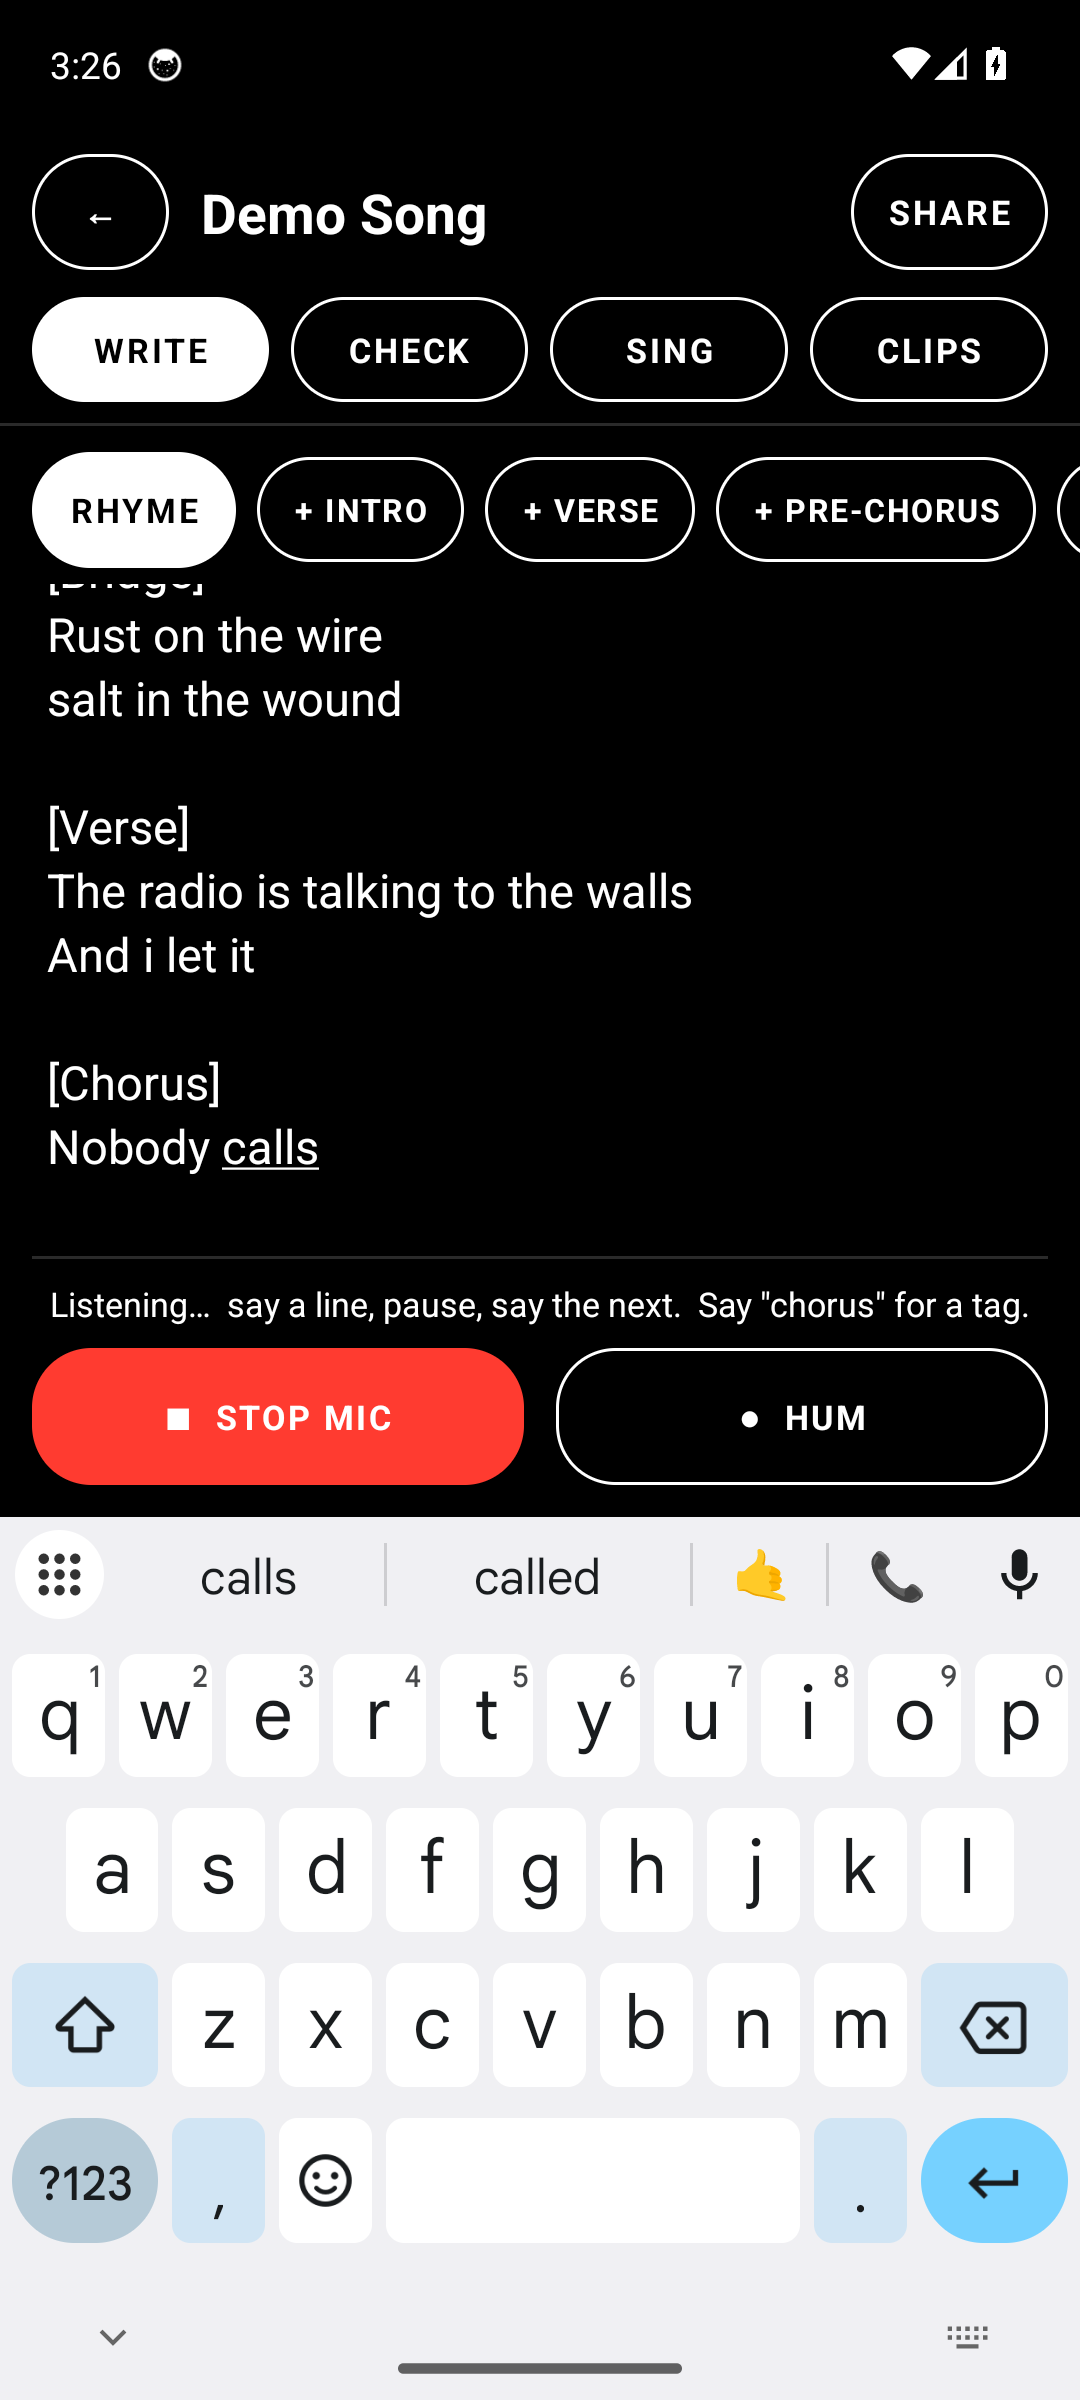 3:26
← Demo Song SHARE
WRITE CHECK SING CLIPS
RHYME + INTRO + VERSE + PRE-CHORUS
[Bridge]
Rust on the wire
salt in the wound
[Verse]
The radio is talking to the walls
And i let it
[Chorus]
Nobody calls
Listening... say a line, pause, say the next. Say "chorus" for a tag.
■ STOP MIC ● HUM
calls called
q 1 w 2 e 3 r 4 t 5 y 6 u 7 i 8 o 9 p 0
a s d f g h j k l
z x c v b n m
?123 , .